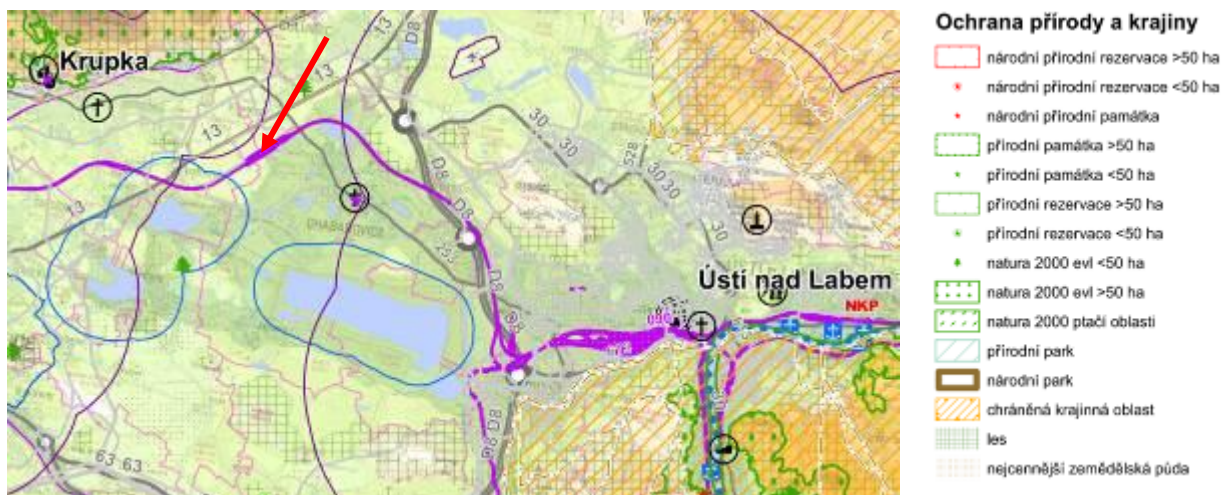 Krupka
13
D8
13
13
30
30
30
30
528
D8
30
D8
30
13
D8
Ústí nad Labem
NKP
D8
63 63
Ochrana přírody a krajiny
národní přírodní rezervace >50 ha
národní přírodní rezervace <50 ha
národní přírodní památka
přírodní památka >50 ha
přírodní památka <50 ha
přírodní rezervace >50 ha
přírodní rezervace <50 ha
natura 2000 evl <50 ha
natura 2000 evl >50 ha
natura 2000 ptačí oblasti
přírodní park
národní park
chráněná krajinná oblast
les
nejcennější zemědělská půda